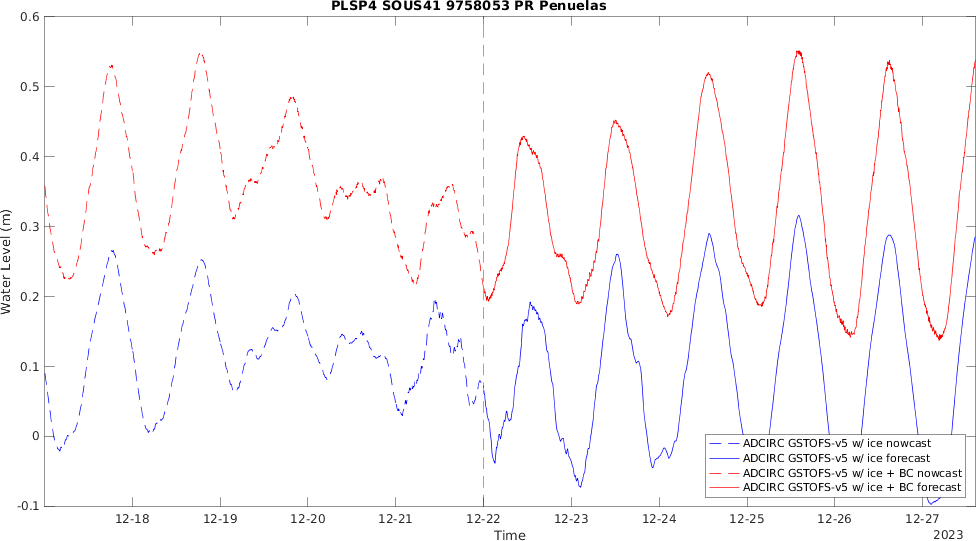 PLSP4 SOUS41 9758053 PR Penuelas
0.6
0.5
0.4
0.3
0.2
0.1
0
-0.1
Water Level (m)
ADCIRC GSTOFS-v5 w/ ice nowcast
ADCIRC GSTOFS-v5 w/ ice forecast
ADCIRC GSTOFS-v5 w/ ice + BC nowcast
ADCIRC GSTOFS-v5 w/ ice + BC forecast
12-18 12-19 12-20 12-21 12-22 12-23 12-24 12-25 12-26 12-27
Time
2023